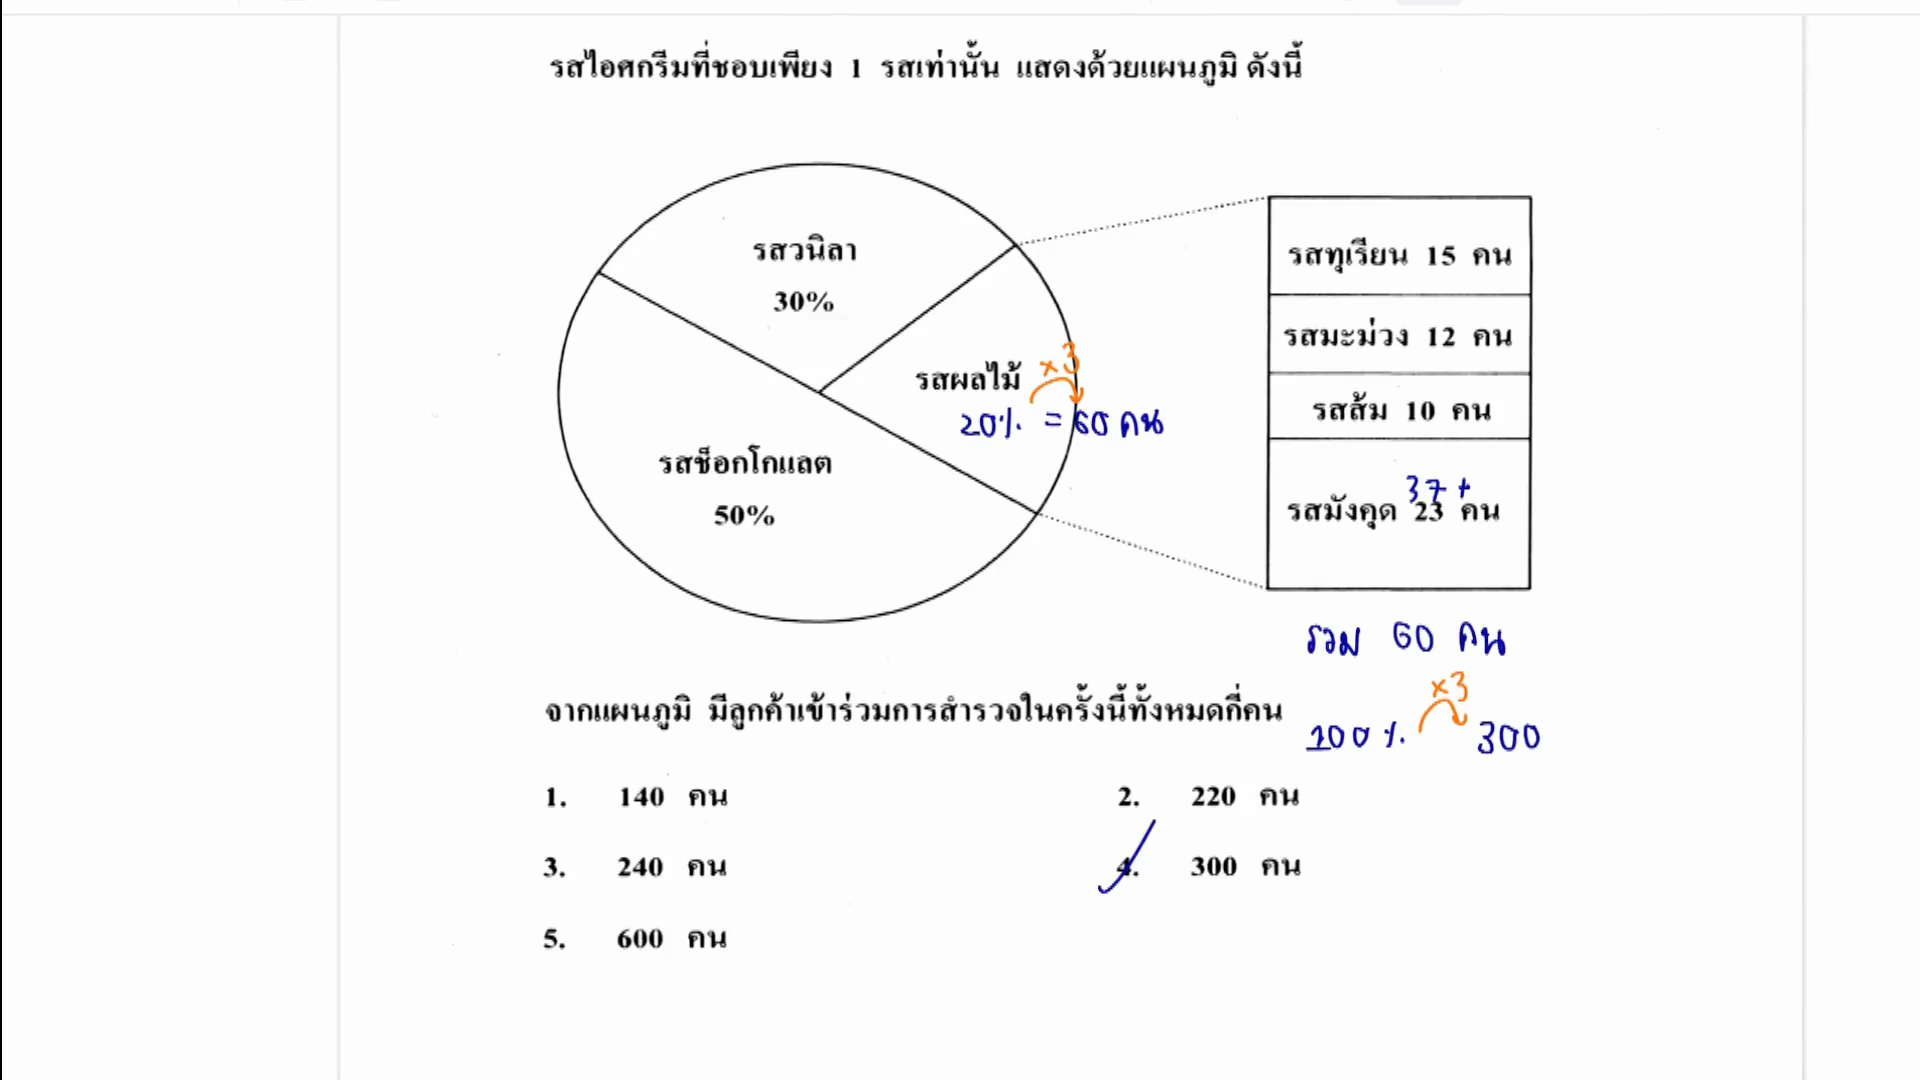 รสไอศกรีมที่ชอบเพียง 1 รสเท่านั้น แสดงด้วยแผนภูมิ ดังนี้
รสวนิลา
30%
รสผลไม้ ×3
20% = 60 คน
รสช็อกโกแลต
50%
รสทุเรียน 15 คน
รสมะม่วง 12 คน
รสส้ม 10 คน
37 +
รสมังคุด 23 คน
รวม 60 คน
จากแผนภูมิ มีลูกค้าเข้าร่วมการสำรวจในครั้งนี้ทั้งหมดกี่คน
×3
100% 300
1. 140 คน
2. 220 คน
3. 240 คน
4. 300 คน
5. 600 คน